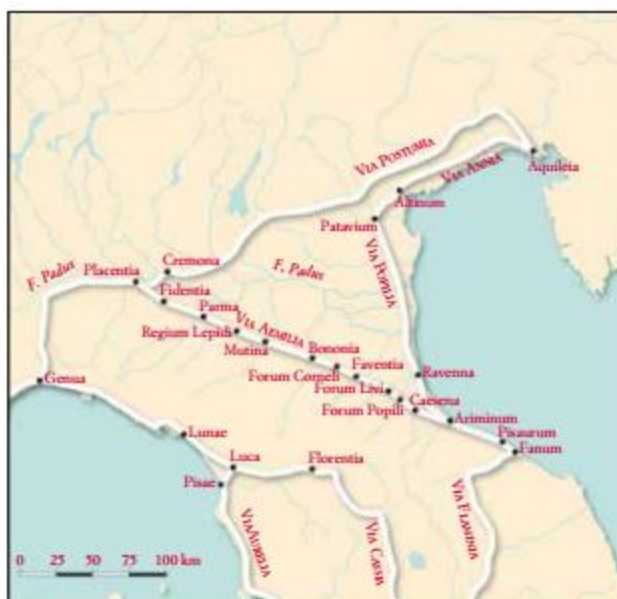 VIA POSTUMIA
VIA ANNIA
Aquileia
Altinum
Patavium
Cremona
F. Padus
Placentia
F. Padus
VIA POPILIA
Fidentia
Parma
VIA AEMILIA
Regium Lepidi
Mutina
Bononia
Forum Corneli
Faventia
Ravenna
Genua
Forum Livi
Caesena
Forum Popili
Ariminum
Pisaurum
Fanum
Lunae
Luca
Florentia
Pisae
VIA AURELIA
VIA CASSIA
VIA FLAMINIA
0 25 50 75 100 km